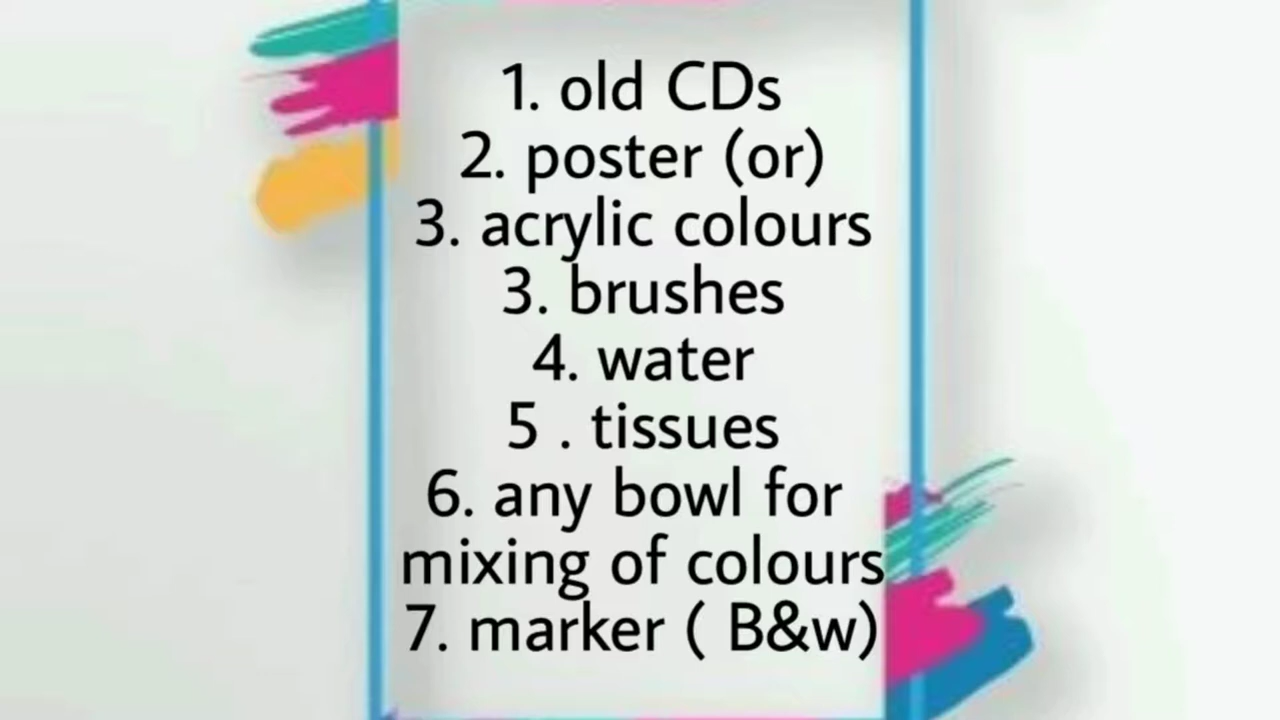 1. old CDs
2. poster (or)
3. acrylic colours
3. brushes
4. water
5 . tissues
6. any bowl for
mixing of colours
7. marker ( B&w)